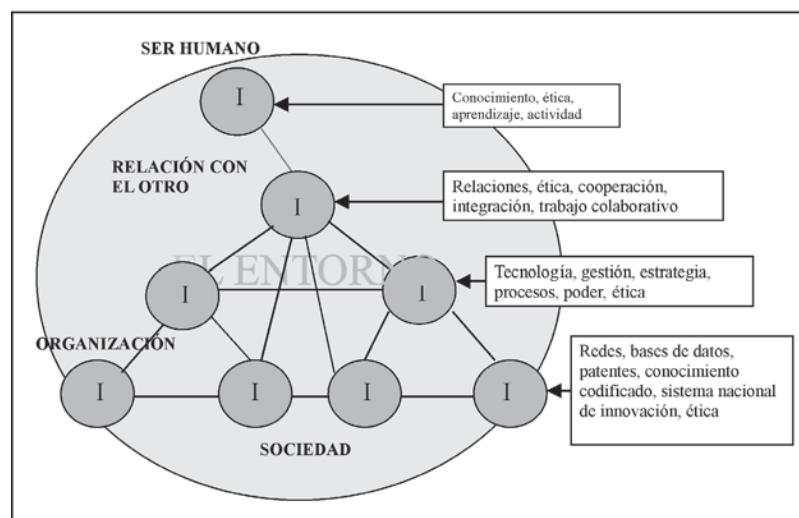 SER HUMANO
I
Conocimiento, ética,
aprendizaje, actividad
RELACIÓN CON
EL OTRO
I
Relaciones, ética, cooperación,
integración, trabajo colaborativo
EL ENTORNO
I
I
Tecnología, gestión, estrategia,
procesos, poder, ética
ORGANIZACIÓN
I
I
I
I
Redes, bases de datos,
patentes, conocimiento
codificado, sistema nacional
de innovación, ética
SOCIEDAD